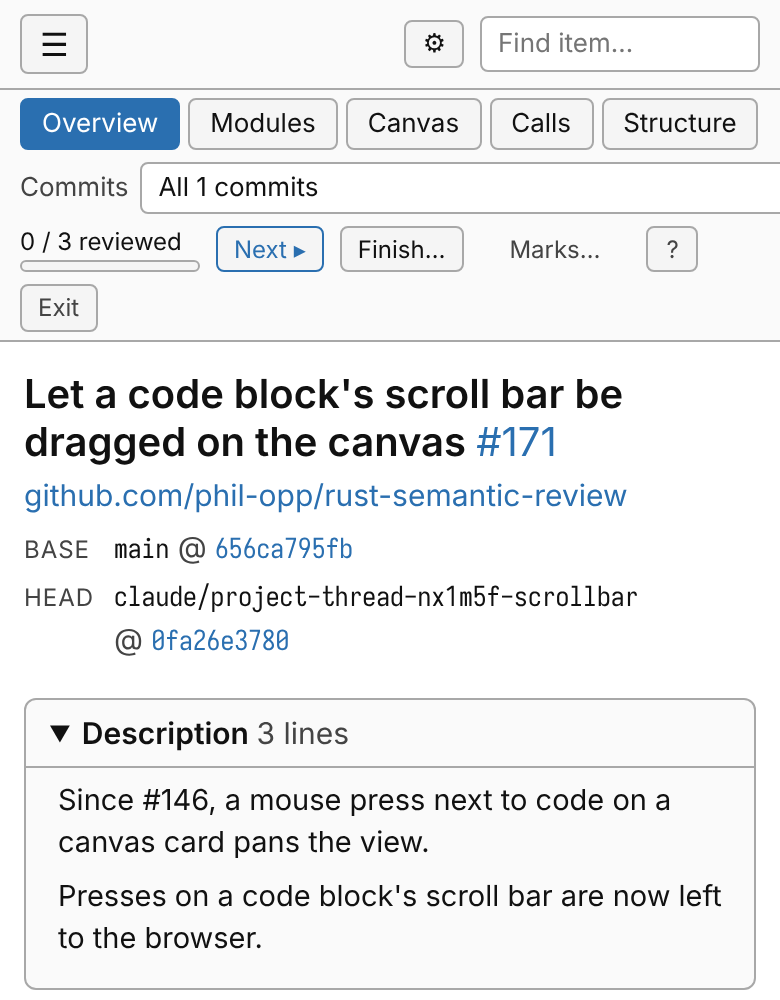 ☰ ⚙ Find item...
Overview Modules Canvas Calls Structure
Commits All 1 commits
0 / 3 reviewed Next ▸ Finish... Marks... ?
Exit
Let a code block's scroll bar be
dragged on the canvas #171
github.com/phil-opp/rust-semantic-review
BASE main @ 656ca795fb
HEAD claude/project-thread-nx1m5f-scrollbar
@ 0fa26e3780
▼ Description 3 lines
Since #146, a mouse press next to code on a
canvas card pans the view.
Presses on a code block's scroll bar are now left
to the browser.